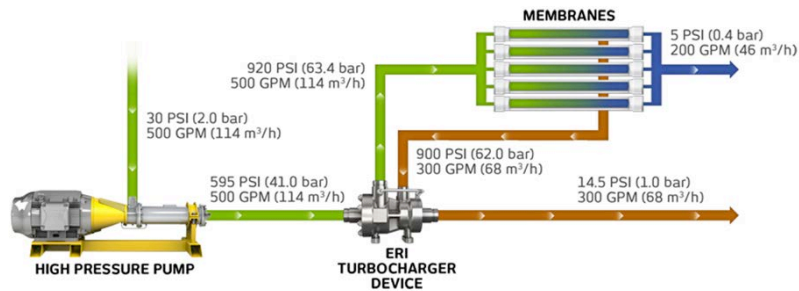 MEMBRANES
920 PSI (63.4 bar)
500 GPM (114 m³/h)
5 PSI (0.4 bar)
200 GPM (46 m³/h)
30 PSI (2.0 bar)
500 GPM (114 m³/h)
900 PSI (62.0 bar)
300 GPM (68 m³/h)
595 PSI (41.0 bar)
500 GPM (114 m³/h)
14.5 PSI (1.0 bar)
300 GPM (68 m³/h)
HIGH PRESSURE PUMP
ERI
TURBOCHARGER
DEVICE